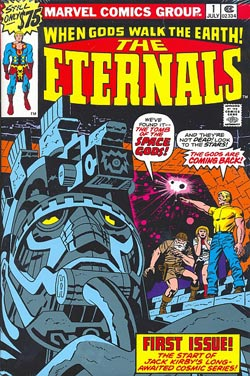 STILL
ONLY
$.75
MARVEL COMICS GROUP.
1
JULY
02334
WHEN GODS WALK THE EARTH!
THE
ETERNALS
WE'VE
FOUND IT--
THE TOMB
OF THE
SPACE
GODS!
AND THEY'RE
NOT DEAD! LOOK
TO THE STARS!
THE GODS ARE
COMING BACK!
FIRST ISSUE!
THE START OF
JACK KIRBY'S LONG-
AWAITED COSMIC SERIES!